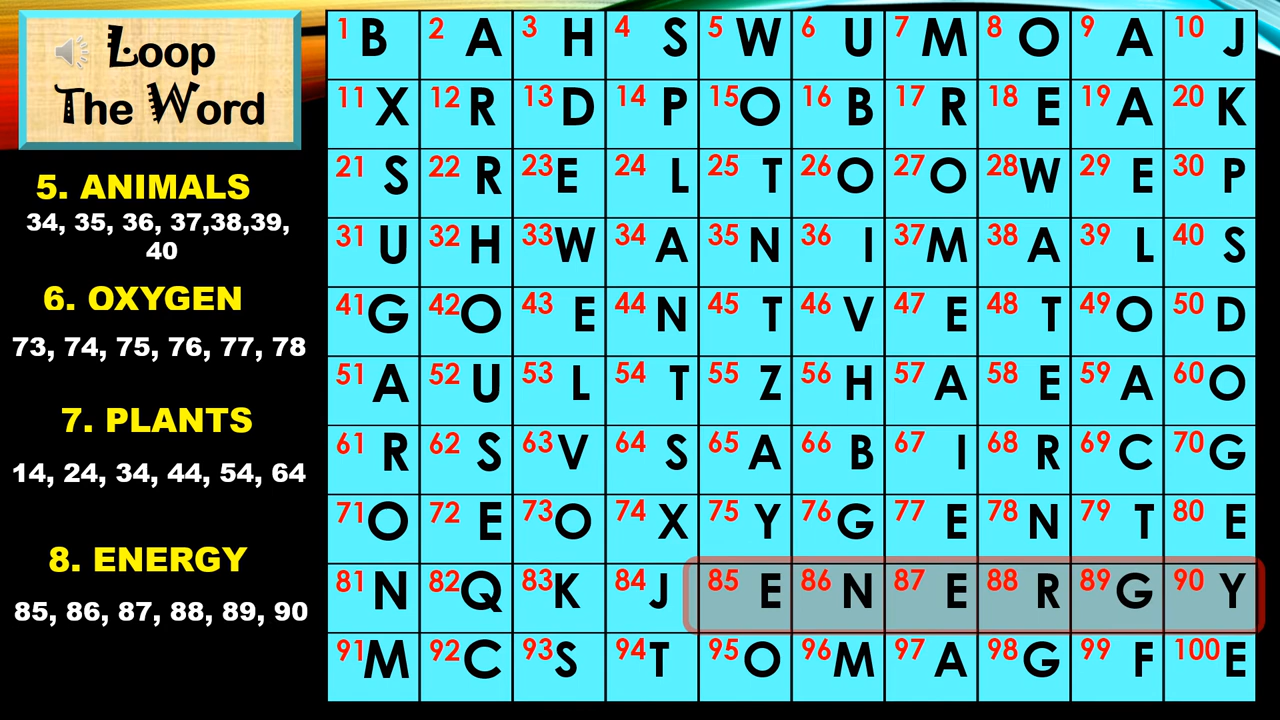 Loop
The Word
5. ANIMALS
34, 35, 36, 37,38,39,
40
6. OXYGEN
73, 74, 75, 76, 77, 78
7. PLANTS
14, 24, 34, 44, 54, 64
8. ENERGY
85, 86, 87, 88, 89, 90
1 B 2 A 3 H 4 S 5 W 6 U 7 M 8 O 9 A 10 J
11 X 12 R 13 D 14 P 15 O 16 B 17 R 18 E 19 A 20 K
21 S 22 R 23 E 24 L 25 T 26 O 27 O 28 W 29 E 30 P
31 U 32 H 33 W 34 A 35 N 36 I 37 M 38 A 39 L 40 S
41 G 42 O 43 E 44 N 45 T 46 V 47 E 48 T 49 O 50 D
51 A 52 U 53 L 54 T 55 Z 56 H 57 A 58 E 59 A 60 O
61 R 62 S 63 V 64 S 65 A 66 B 67 I 68 R 69 C 70 G
71 O 72 E 73 O 74 X 75 Y 76 G 77 E 78 N 79 T 80 E
81 N 82 Q 83 K 84 J 85 E 86 N 87 E 88 R 89 G 90 Y
91 M 92 C 93 S 94 T 95 O 96 M 97 A 98 G 99 F 100 E